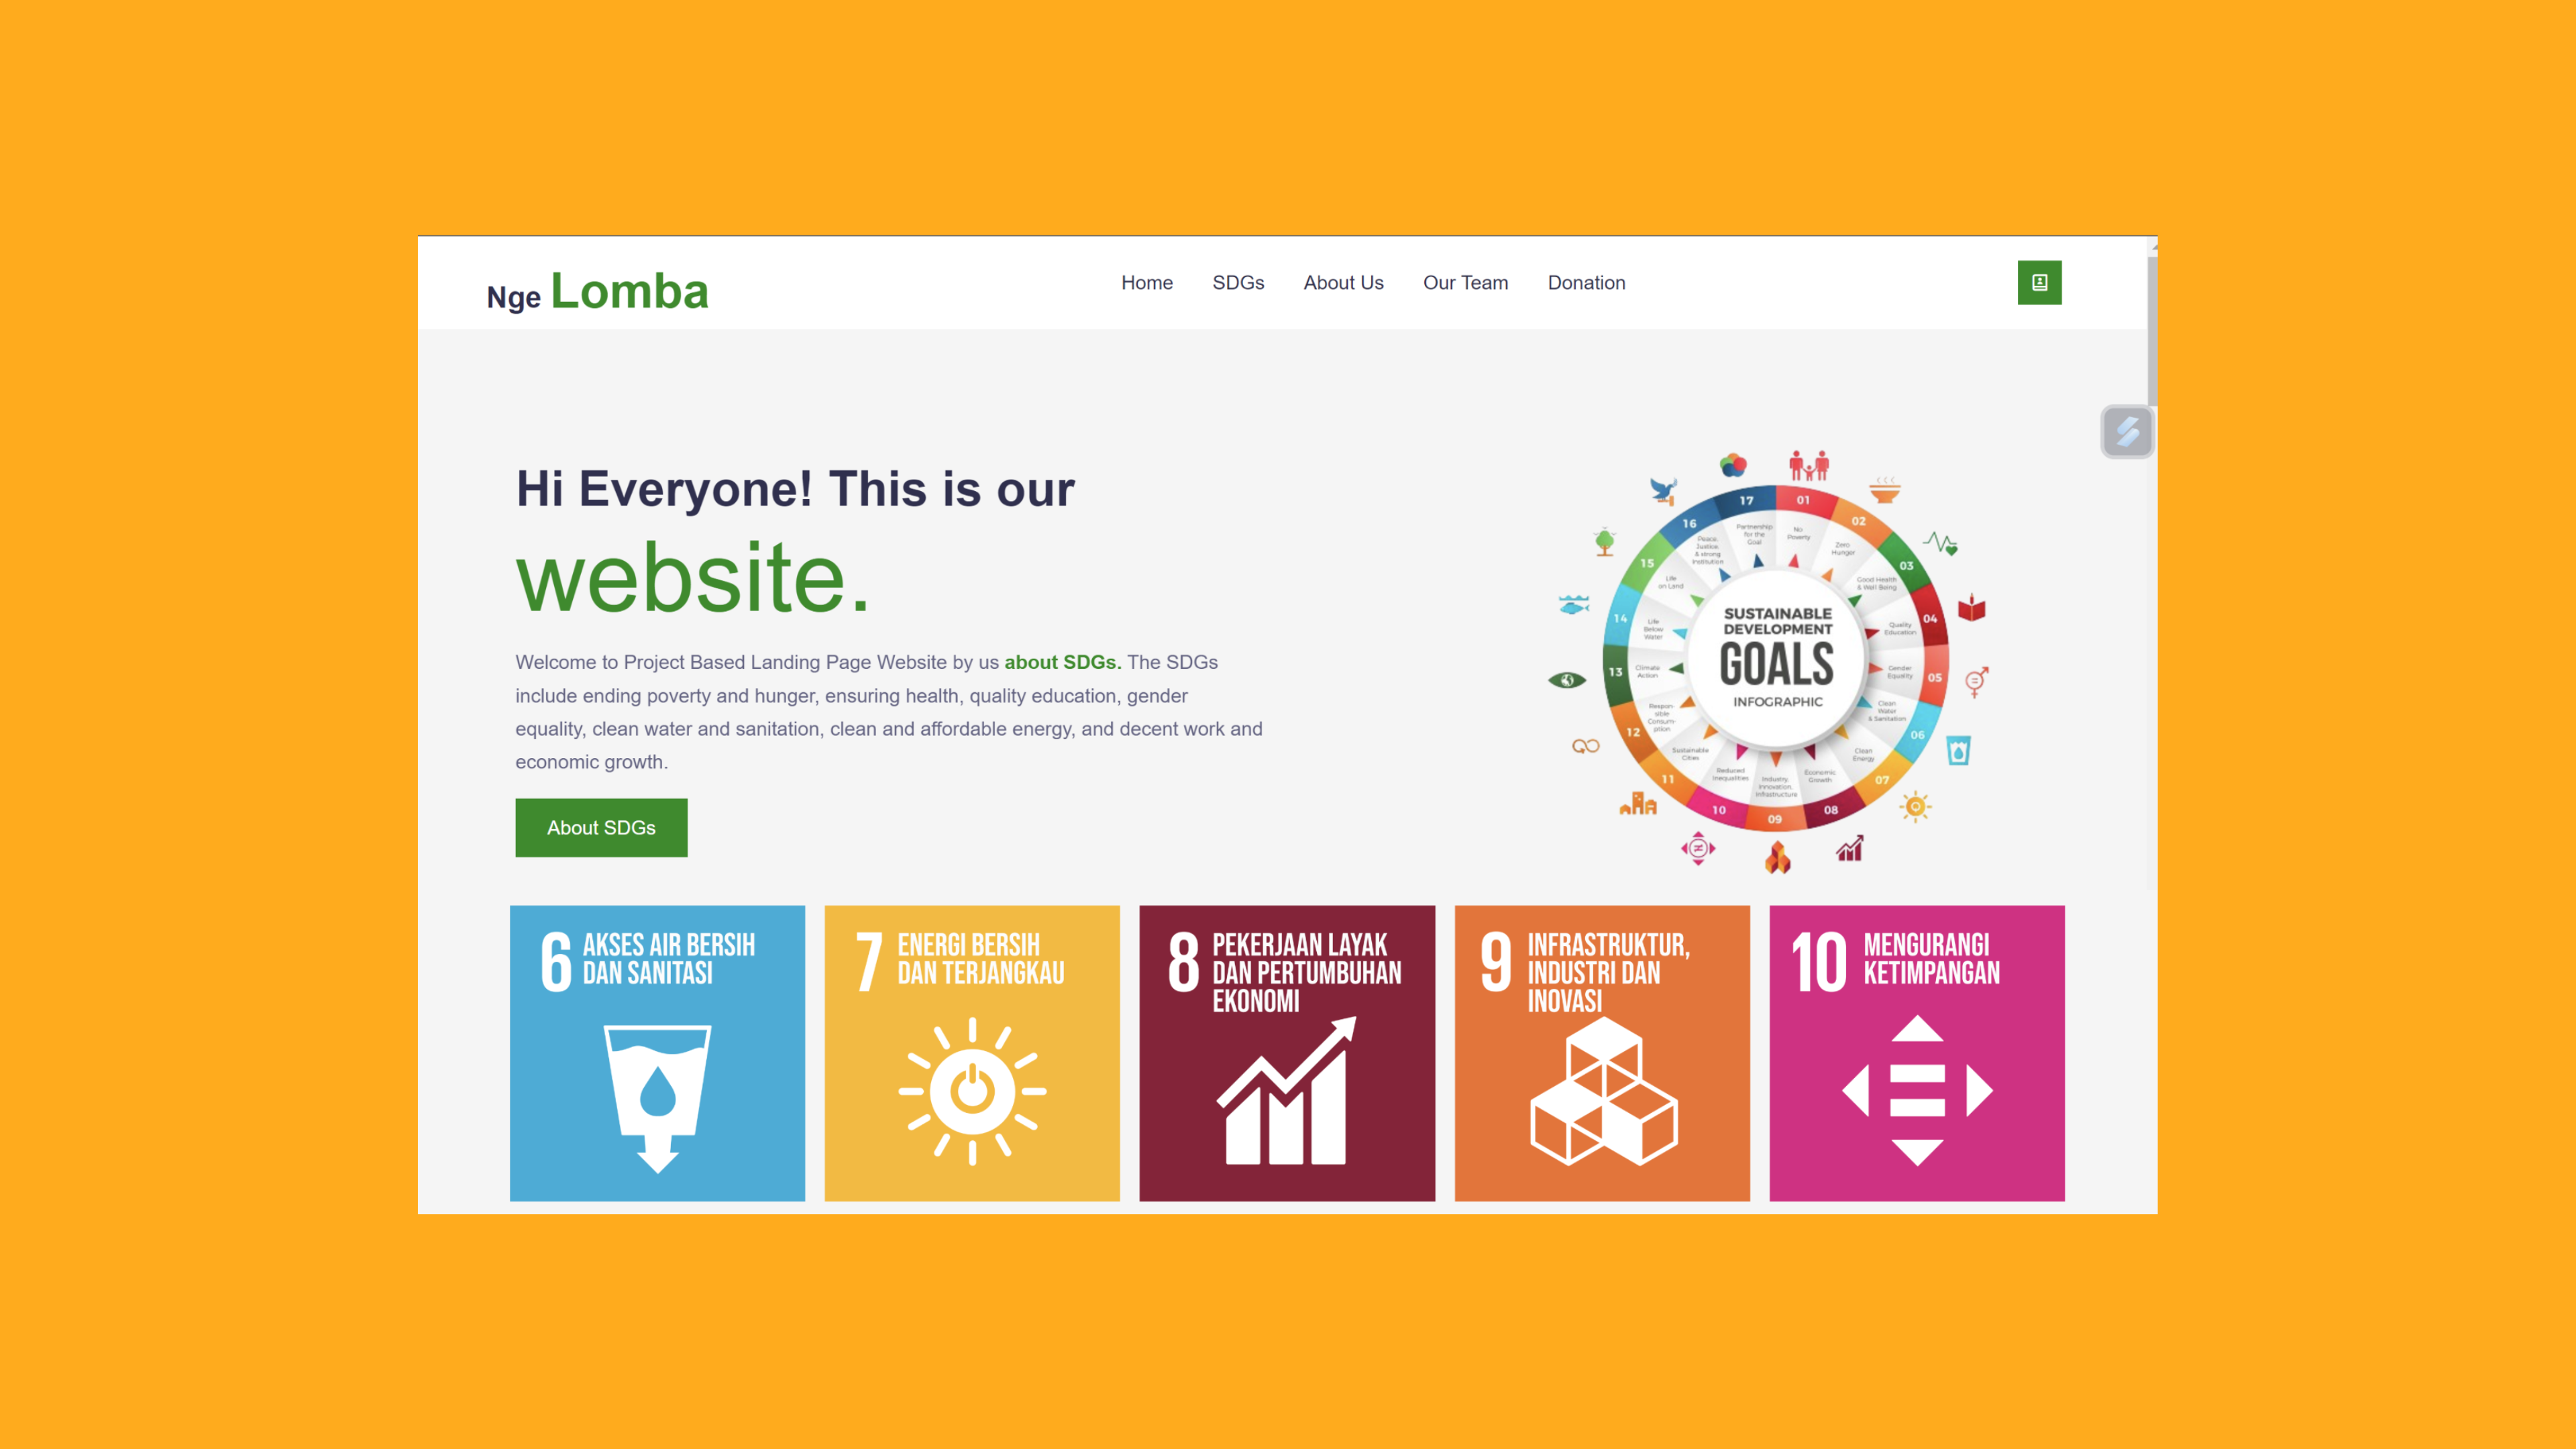 Nge Lomba
Home SDGs About Us Our Team Donation
Hi Everyone! This is our
website.
Welcome to Project Based Landing Page Website by us about SDGs. The SDGs
include ending poverty and hunger, ensuring health, quality education, gender
equality, clean water and sanitation, clean and affordable energy, and decent work and
economic growth.
About SDGs
SUSTAINABLE
DEVELOPMENT
GOALS
INFOGRAPHIC
01
No
Poverty
02
Zero
Hunger
03
Good Health
& Well Being
04
Quality
Education
05
Gender
Equality
06
Clean
Water
& Sanitation
07
Clean
Energy
08
Economic
Growth
09
Industry,
Innovation,
Infrastructure
10
Reduced
Inequalities
11
Sustainable
Cities
12
Respon-
sible
Consum-
ption
13
Climate
Action
14
Life
Below
Water
15
Life
on Land
16
Peace,
Justice
& strong
Institution
17
Partnership
for the
Goal
6 AKSES AIR BERSIH
DAN SANITASI
7 ENERGI BERSIH
DAN TERJANGKAU
8 PEKERJAAN LAYAK
DAN PERTUMBUHAN
EKONOMI
9 INFRASTRUKTUR,
INDUSTRI DAN
INOVASI
10 MENGURANGI
KETIMPANGAN